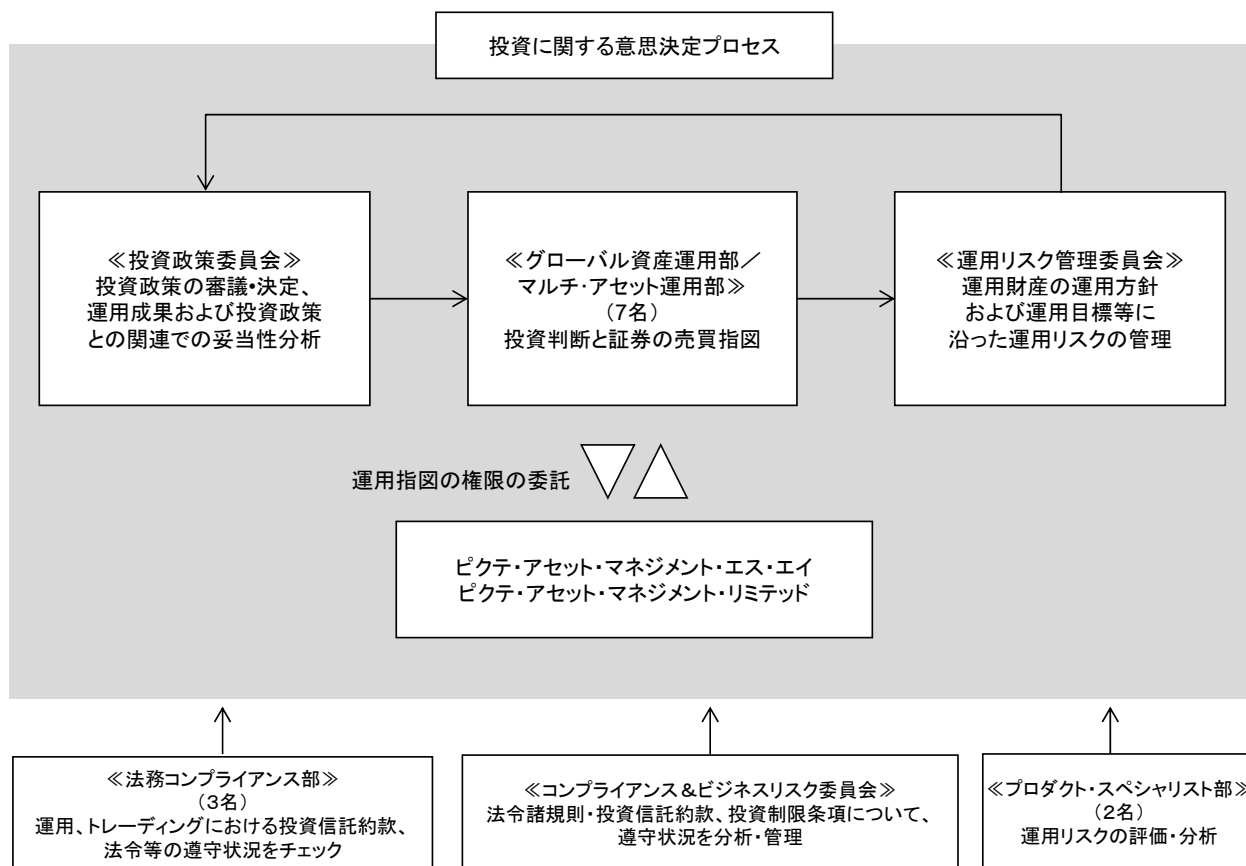 投資に関する意思決定プロセス
≪投資政策委員会≫
投資政策の審議・決定、
運用成果および投資政策
との関連での妥当性分析
≪グローバル資産運用部／
マルチ・アセット運用部≫
(7名)
投資判断と証券の売買指図
≪運用リスク管理委員会≫
運用財産の運用方針
および運用目標等に
沿った運用リスクの管理
運用指図の権限の委託
ピクテ・アセット・マネジメント・エス・エイ
ピクテ・アセット・マネジメント・リミテッド
≪法務コンプライアンス部≫
(3名)
運用、トレーディングにおける投資信託約款、
法令等の遵守状況をチェック
≪コンプライアンス&ビジネスリスク委員会≫
法令諸規則・投資信託約款、投資制限条項について、
遵守状況を分析・管理
≪プロダクト・スペシャリスト部≫
(2名)
運用リスクの評価・分析